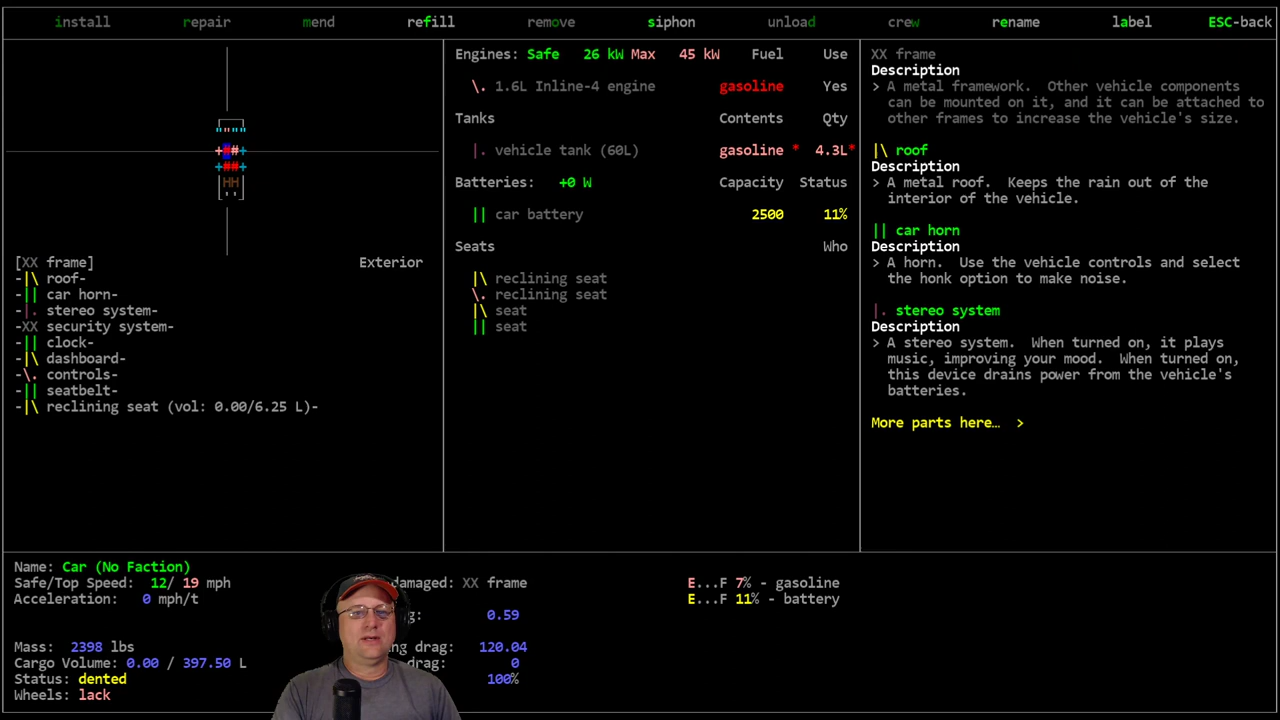 install repair mend refill remove siphon unload crew rename label ESC-back
Engines: Safe 26 kW Max 45 kW Fuel Use
\. 1.6L Inline-4 engine gasoline Yes
Tanks Contents Qty
|. vehicle tank (60L) gasoline * 4.3L*
Batteries: +0 W Capacity Status
|| car battery 2500 11%
Seats Who
|\ reclining seat
\. reclining seat
|\ seat
|| seat
[XX frame] Exterior
-|\ roof-
-|| car horn-
-|. stereo system-
-XX security system-
-|| clock-
-|\ dashboard-
-\. controls-
-|| seatbelt-
-|\ reclining seat (vol: 0.00/6.25 L)-
XX frame
Description
> A metal framework. Other vehicle components
can be mounted on it, and it can be attached to
other frames to increase the vehicle's size.
|\ roof
Description
> A metal roof. Keeps the rain out of the
interior of the vehicle.
|| car horn
Description
> A horn. Use the vehicle controls and select
the honk option to make noise.
|. stereo system
Description
> A stereo system. When turned on, it plays
music, improving your mood. When turned on,
this device drains power from the vehicle's
batteries.
More parts here… >
Name: Car (No Faction)
Safe/Top Speed: 12/ 19 mph
Acceleration: 0 mph/t
Mass: 2398 lbs
Cargo Volume: 0.00 / 397.50 L
Status: dented
Wheels: lack
damaged: XX frame
g: 0.59
ng drag: 120.04
drag: 0
100%
E...F 7% - gasoline
E...F 11% - battery